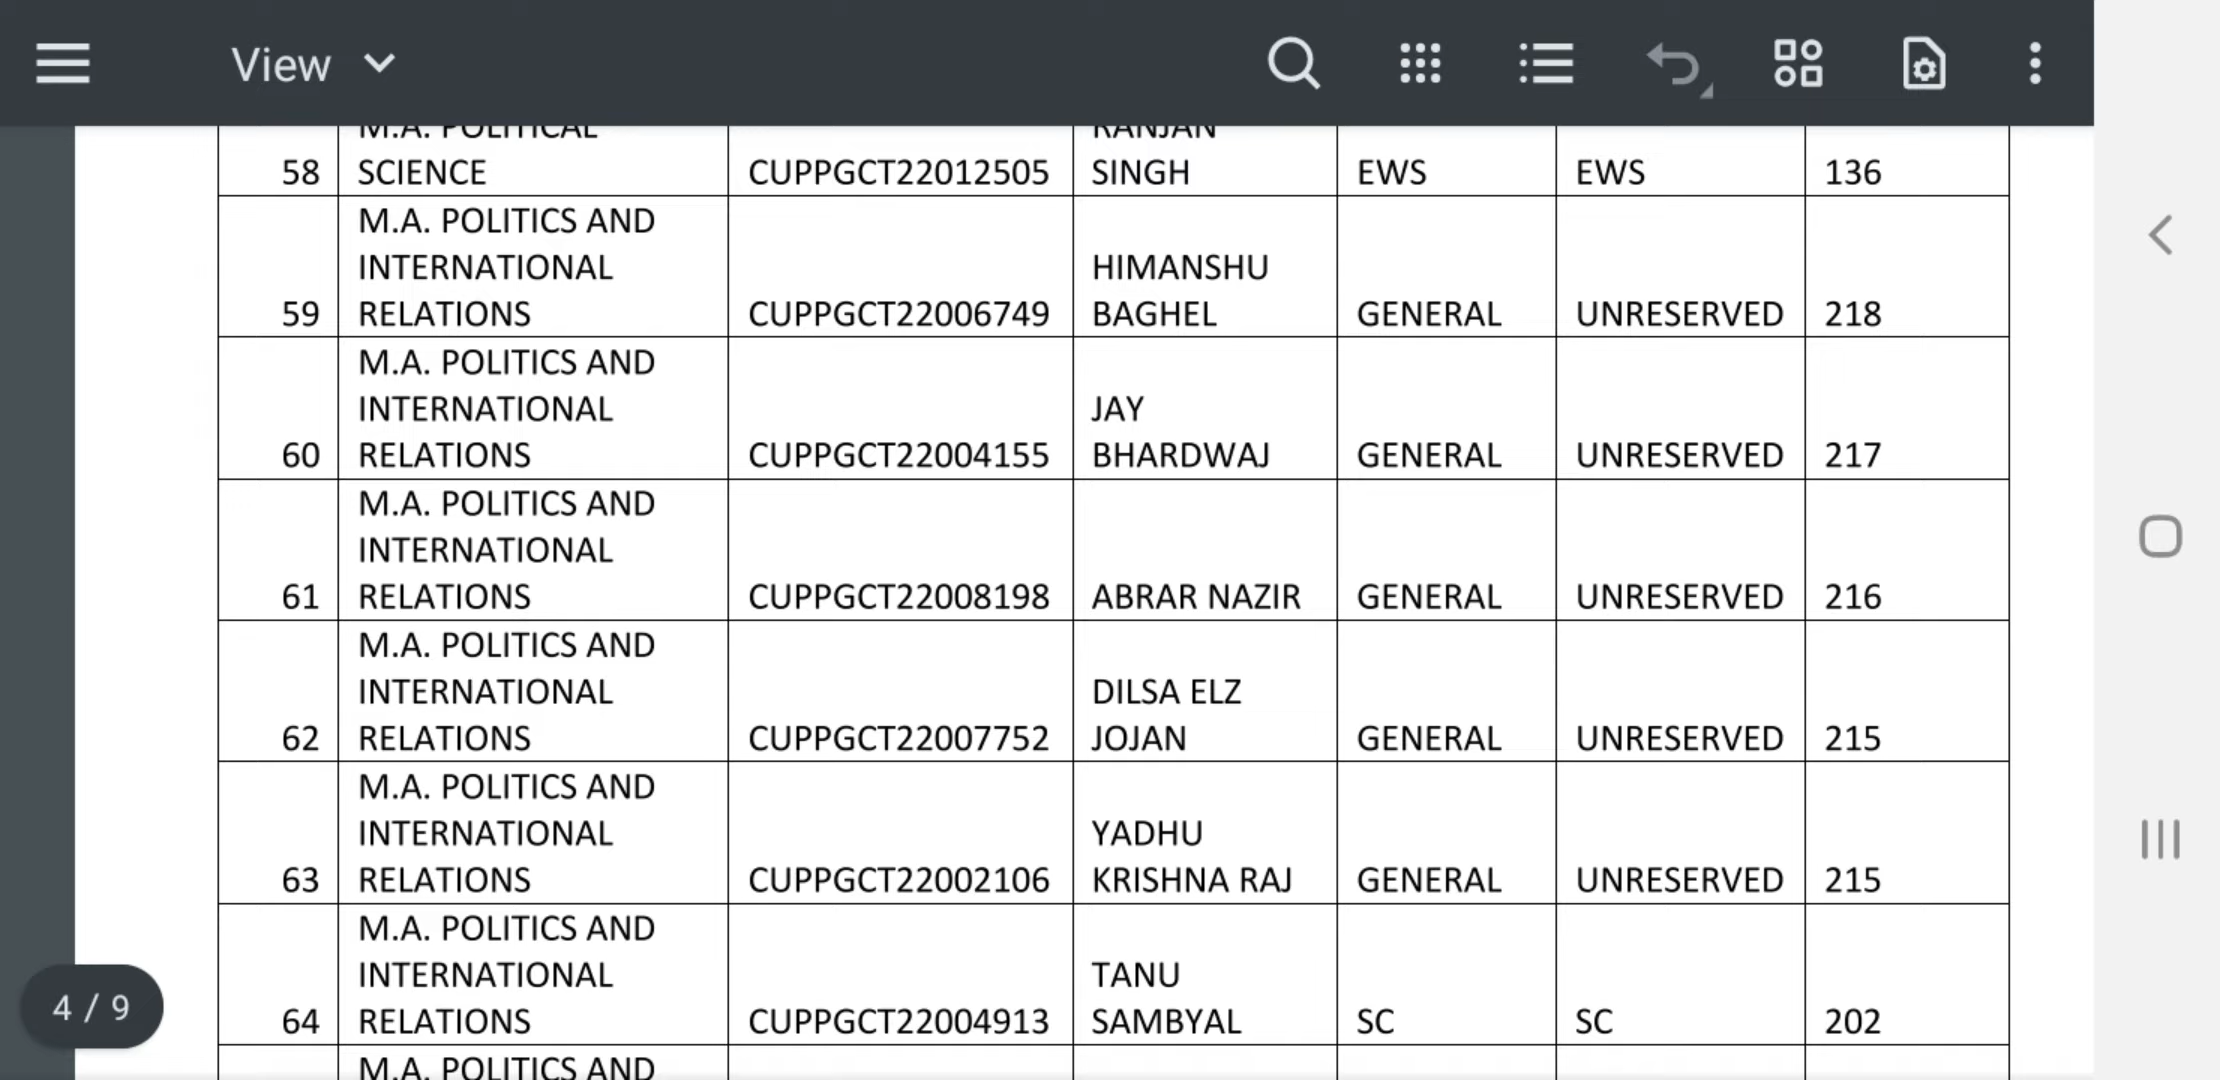 View
M.A. POLITICAL RANJAN
58 SCIENCE CUPPGCT22012505 SINGH EWS EWS 136
M.A. POLITICS AND
INTERNATIONAL HIMANSHU
59 RELATIONS CUPPGCT22006749 BAGHEL GENERAL UNRESERVED 218
M.A. POLITICS AND
INTERNATIONAL JAY
60 RELATIONS CUPPGCT22004155 BHARDWAJ GENERAL UNRESERVED 217
M.A. POLITICS AND
INTERNATIONAL
61 RELATIONS CUPPGCT22008198 ABRAR NAZIR GENERAL UNRESERVED 216
M.A. POLITICS AND
INTERNATIONAL DILSA ELZ
62 RELATIONS CUPPGCT22007752 JOJAN GENERAL UNRESERVED 215
M.A. POLITICS AND
INTERNATIONAL YADHU
63 RELATIONS CUPPGCT22002106 KRISHNA RAJ GENERAL UNRESERVED 215
M.A. POLITICS AND
INTERNATIONAL TANU
64 RELATIONS CUPPGCT22004913 SAMBYAL SC SC 202
M.A. POLITICS AND
4 / 9